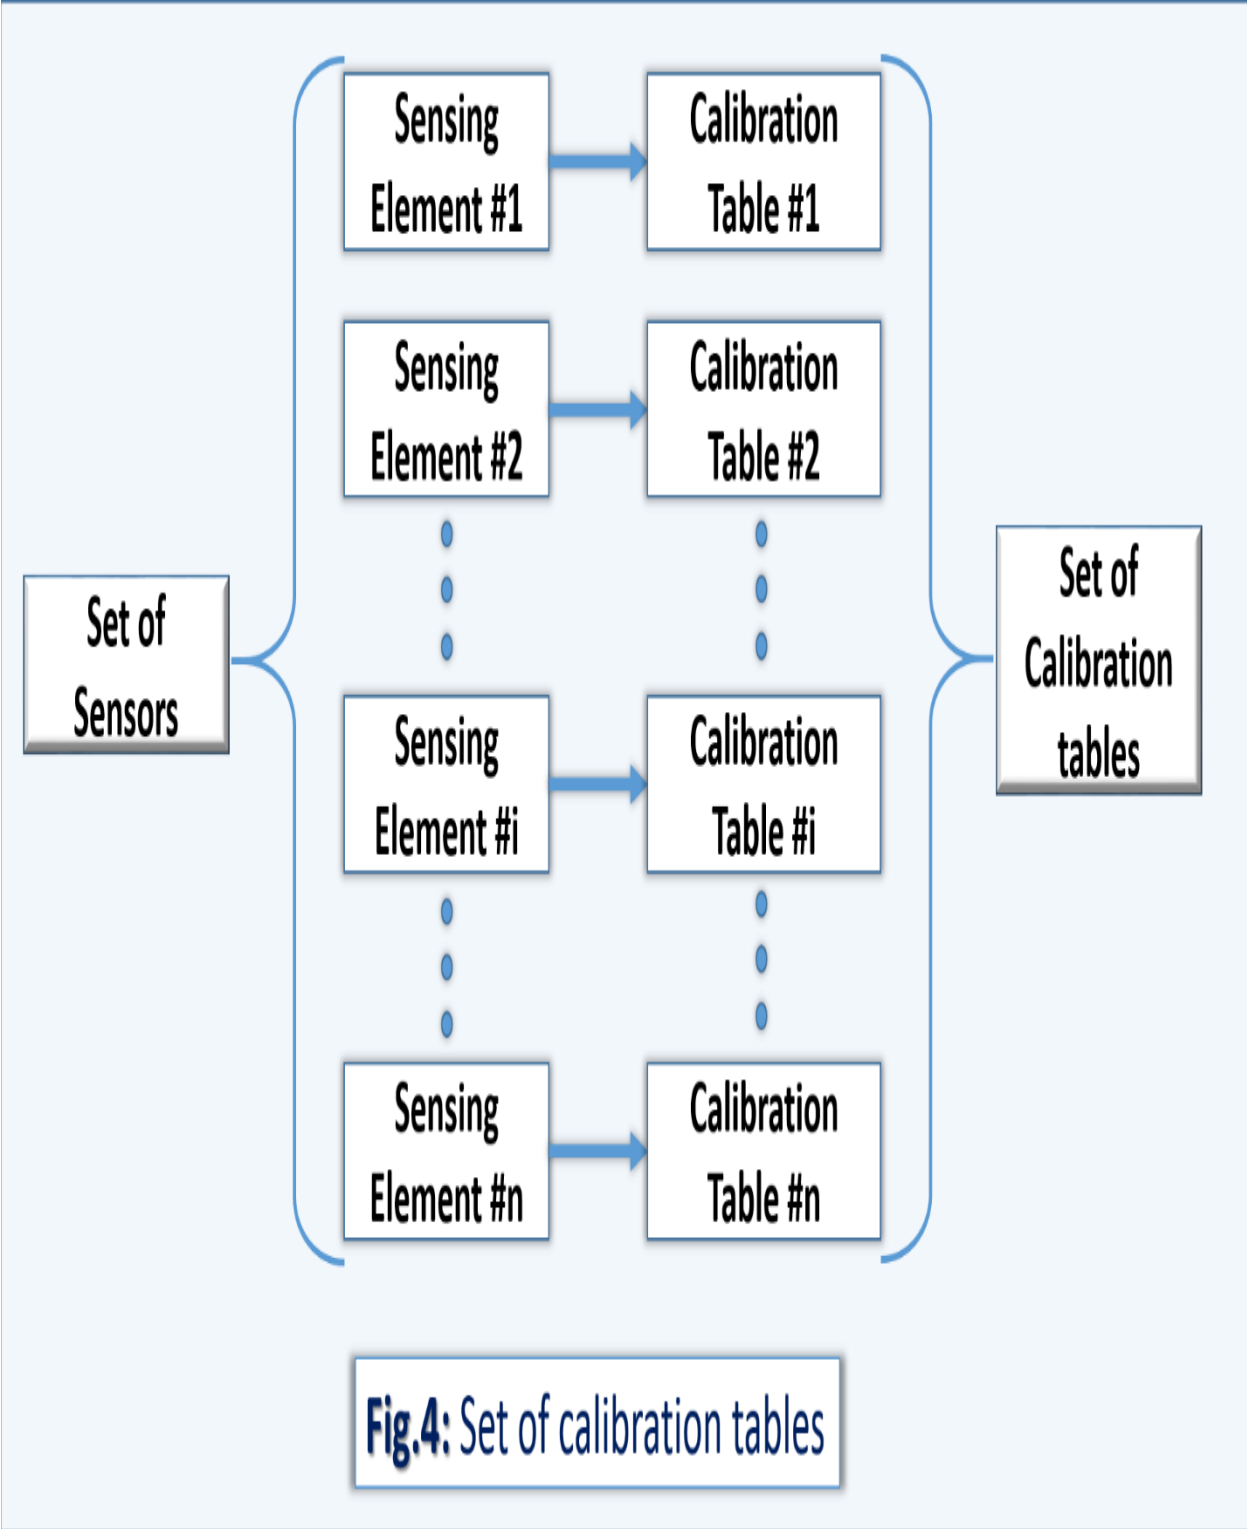 Sensing
Element #1
Calibration
Table #1
Sensing
Element #2
Calibration
Table #2
Set of
Sensors
Sensing
Element #i
Calibration
Table #i
Set of
Calibration
tables
Sensing
Element #n
Calibration
Table #n
Fig.4: Set of calibration tables